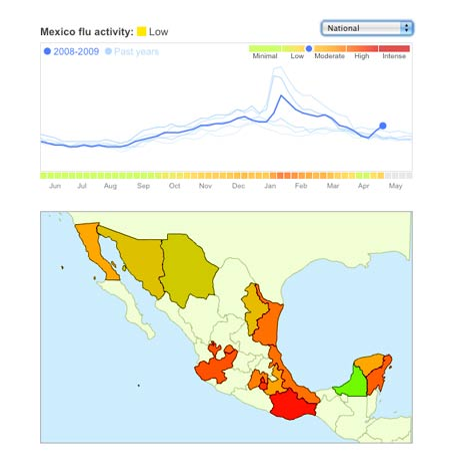 Mexico flu activity: Low
National
2008-2009 Past years
Minimal Low Moderate High Intense
Jun Jul Aug Sep Oct Nov Dec Jan Feb Mar Apr May